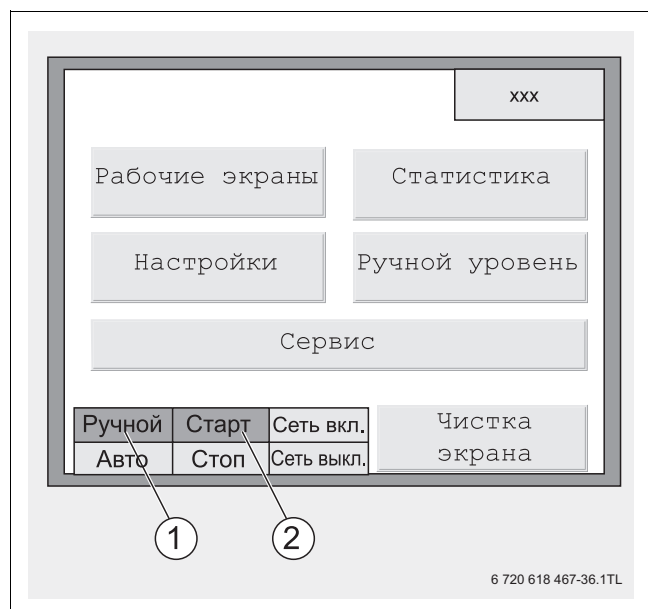 xxx
Рабочие экраны
Статистика
Настройки
Ручной уровень
Сервис
Ручной
Старт
Сеть вкл.
Авто
Стоп
Сеть выкл.
Чистка
экрана
1
2
6 720 618 467-36.1TL